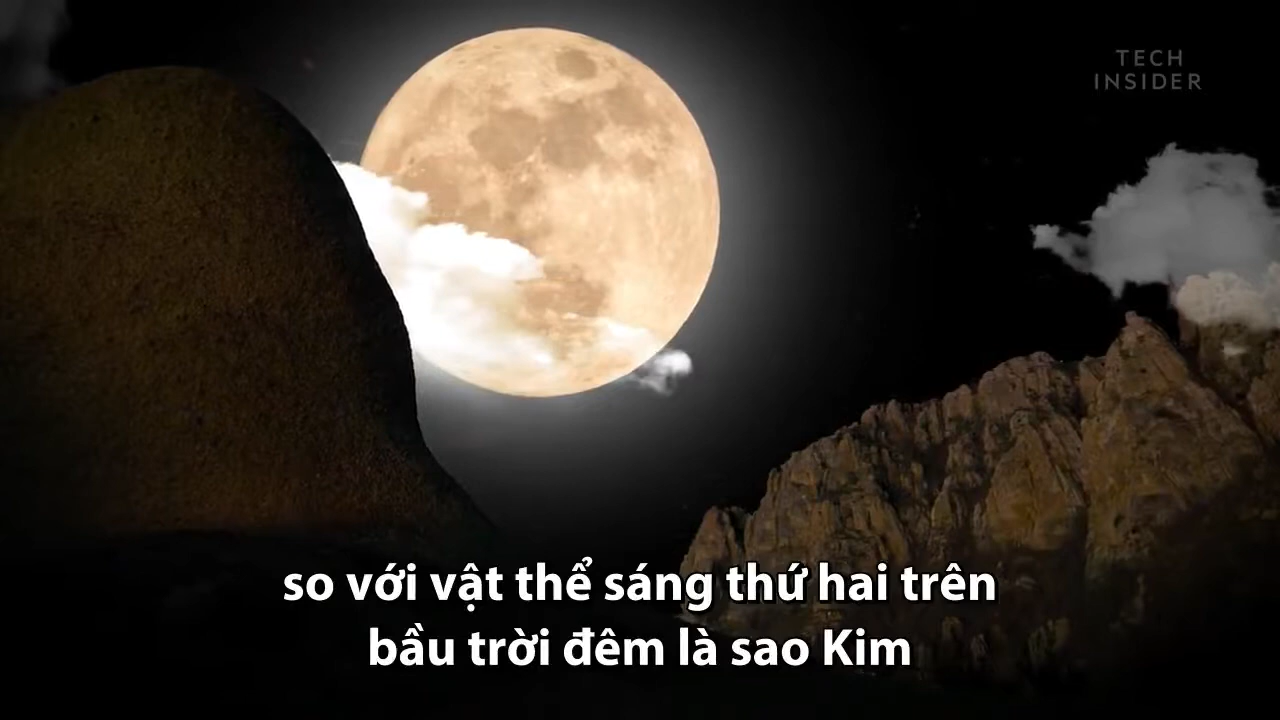 TECH
INSIDER
so với vật thể sáng thứ hai trên
bầu trời đêm là sao Kim